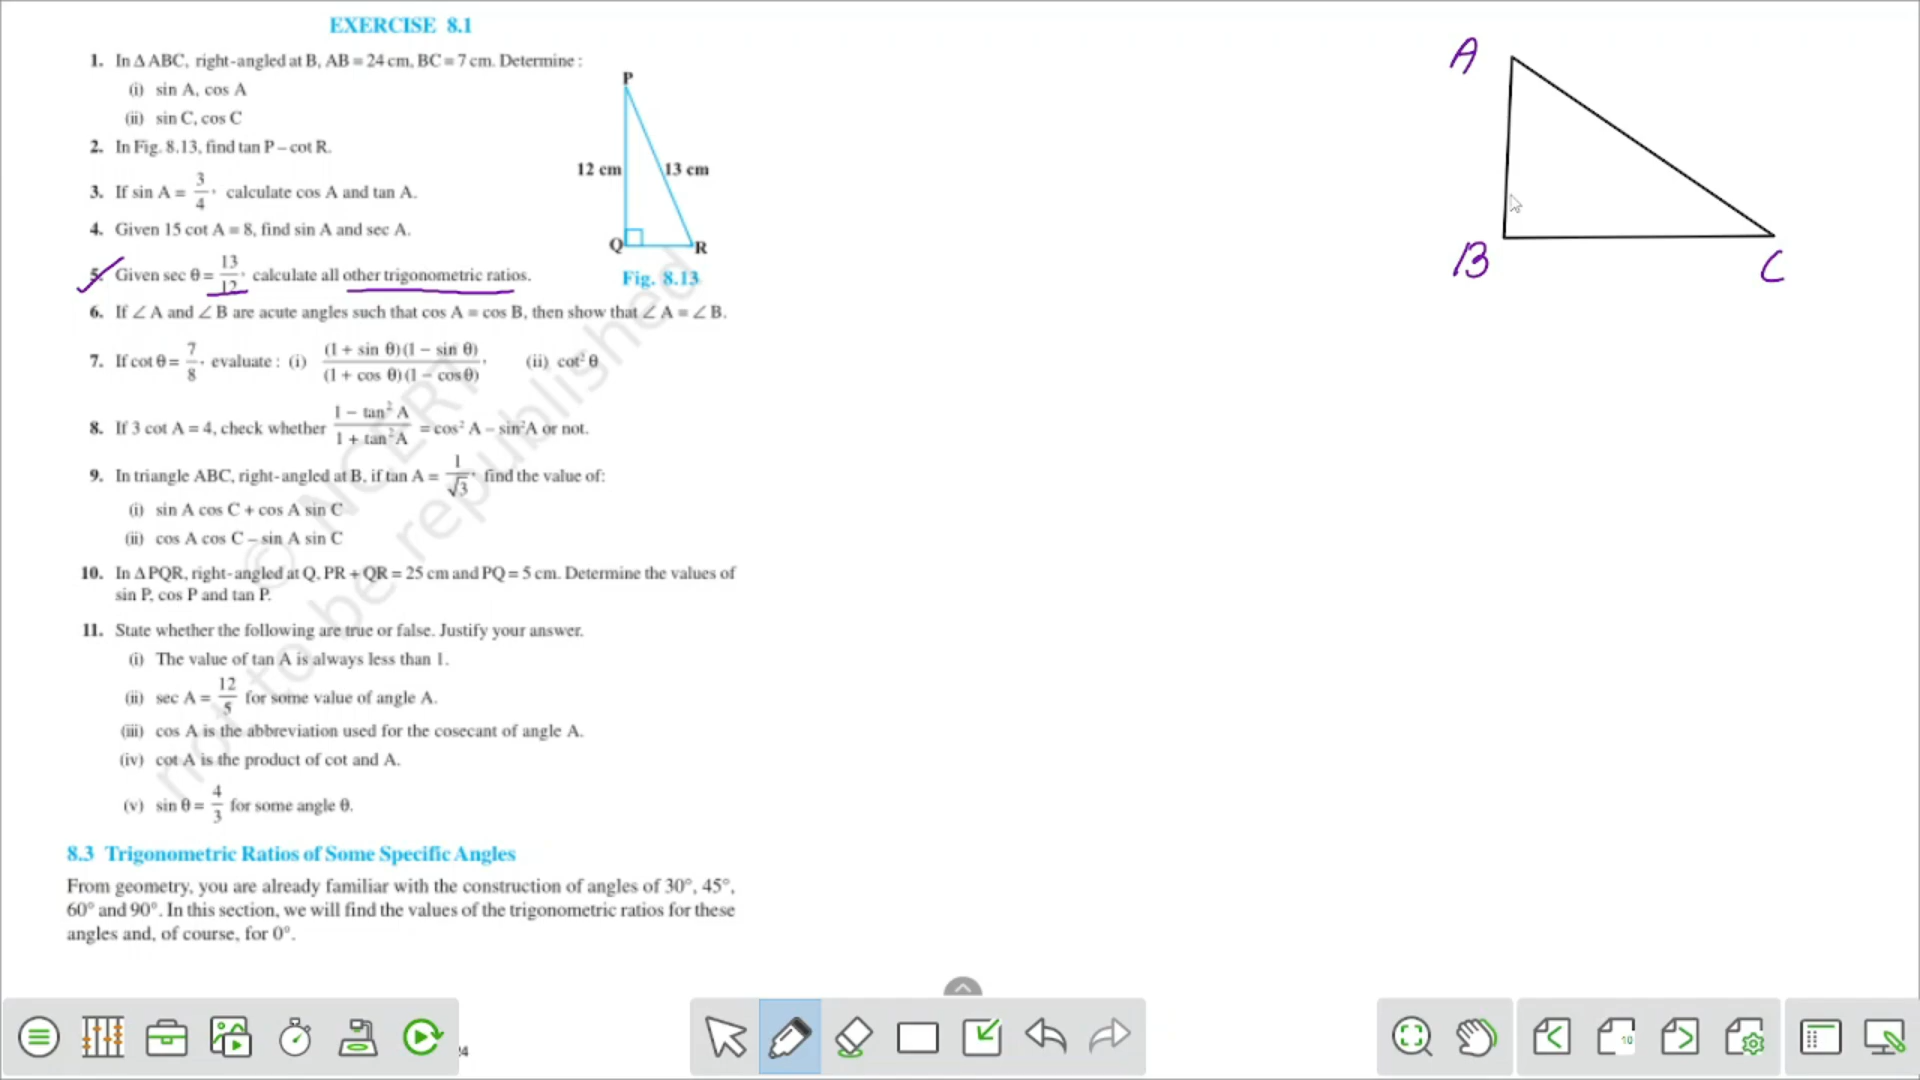 EXERCISE 8.1
1. In Δ ABC, right-angled at B, AB = 24 cm, BC = 7 cm. Determine :
(i) sin A, cos A
(ii) sin C, cos C
2. In Fig. 8.13, find tan P – cot R.
3. If sin A = 3/4, calculate cos A and tan A.
4. Given 15 cot A = 8, find sin A and sec A.
5. Given sec θ = 13/12, calculate all other trigonometric ratios.
P
12 cm
13 cm
Q
R
Fig. 8.13
6. If ∠ A and ∠ B are acute angles such that cos A = cos B, then show that ∠ A = ∠ B.
7. If cot θ = 7/8, evaluate : (i) (1 + sin θ)(1 – sin θ)/(1 + cos θ)(1 – cos θ), (ii) cot² θ
8. If 3 cot A = 4, check whether (1 – tan² A)/(1 + tan² A) = cos² A – sin² A or not.
9. In triangle ABC, right-angled at B, if tan A = 1/√3, find the value of:
(i) sin A cos C + cos A sin C
(ii) cos A cos C – sin A sin C
10. In Δ PQR, right-angled at Q, PR + QR = 25 cm and PQ = 5 cm. Determine the values of
sin P, cos P and tan P.
11. State whether the following are true or false. Justify your answer.
(i) The value of tan A is always less than 1.
(ii) sec A = 12/5 for some value of angle A.
(iii) cos A is the abbreviation used for the cosecant of angle A.
(iv) cot A is the product of cot and A.
(v) sin θ = 4/3 for some angle θ.
8.3 Trigonometric Ratios of Some Specific Angles
From geometry, you are already familiar with the construction of angles of 30°, 45°,
60° and 90°. In this section, we will find the values of the trigonometric ratios for these
angles and, of course, for 0°.
© NCERT
not to be republished
A
B
C
24
10